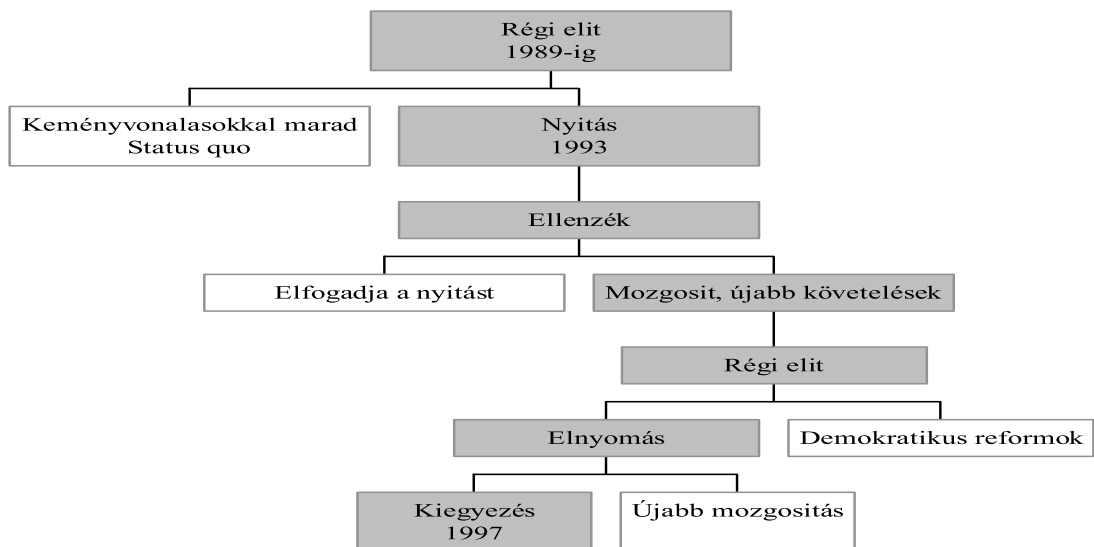 Régi elit
1989-ig
Keményvonalasokkal marad
Status quo
Nyitás
1993
Ellenzék
Elfogadja a nyitást
Mozgosit, újabb követelések
Régi elit
Elnyomás
Demokratikus reformok
Kiegyezés
1997
Újabb mozgositás